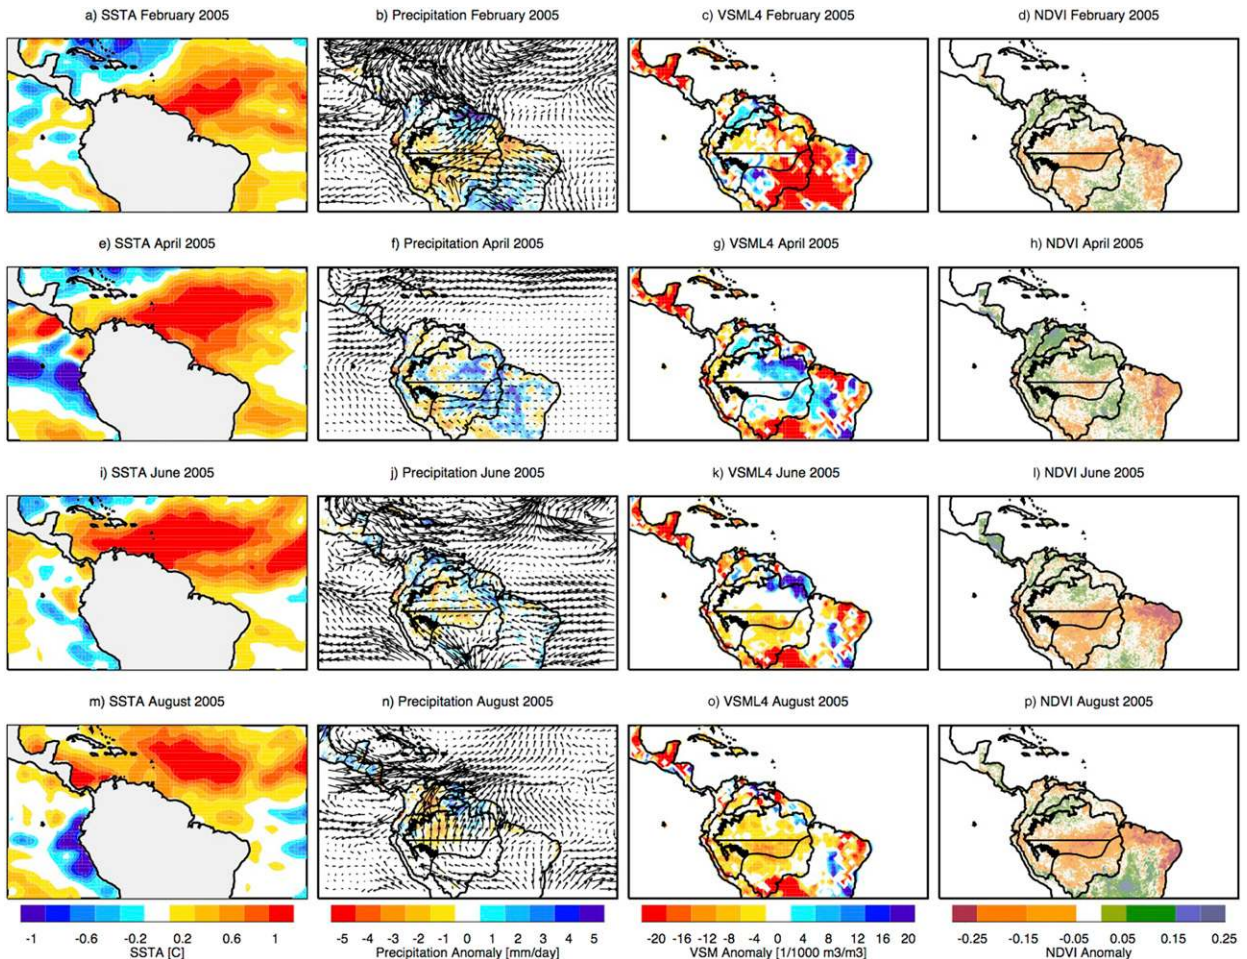 a) SSTA February 2005
b) Precipitation February 2005
c) VSML4 February 2005
d) NDVI February 2005
e) SSTA April 2005
f) Precipitation April 2005
g) VSML4 April 2005
h) NDVI April 2005
i) SSTA June 2005
j) Precipitation June 2005
k) VSML4 June 2005
l) NDVI June 2005
m) SSTA August 2005
n) Precipitation August 2005
o) VSML4 August 2005
p) NDVI August 2005
-1 -0.6 -0.2 0.2 0.6 1
SSTA [C]
-5 -4 -3 -2 -1 0 1 2 3 4 5
Precipitation Anomaly [mm/day]
-20 -16 -12 -8 -4 0 4 8 12 16 20
VSM Anomaly [1/1000 m3/m3]
-0.25 -0.15 -0.05 0.05 0.15 0.25
NDVI Anomaly